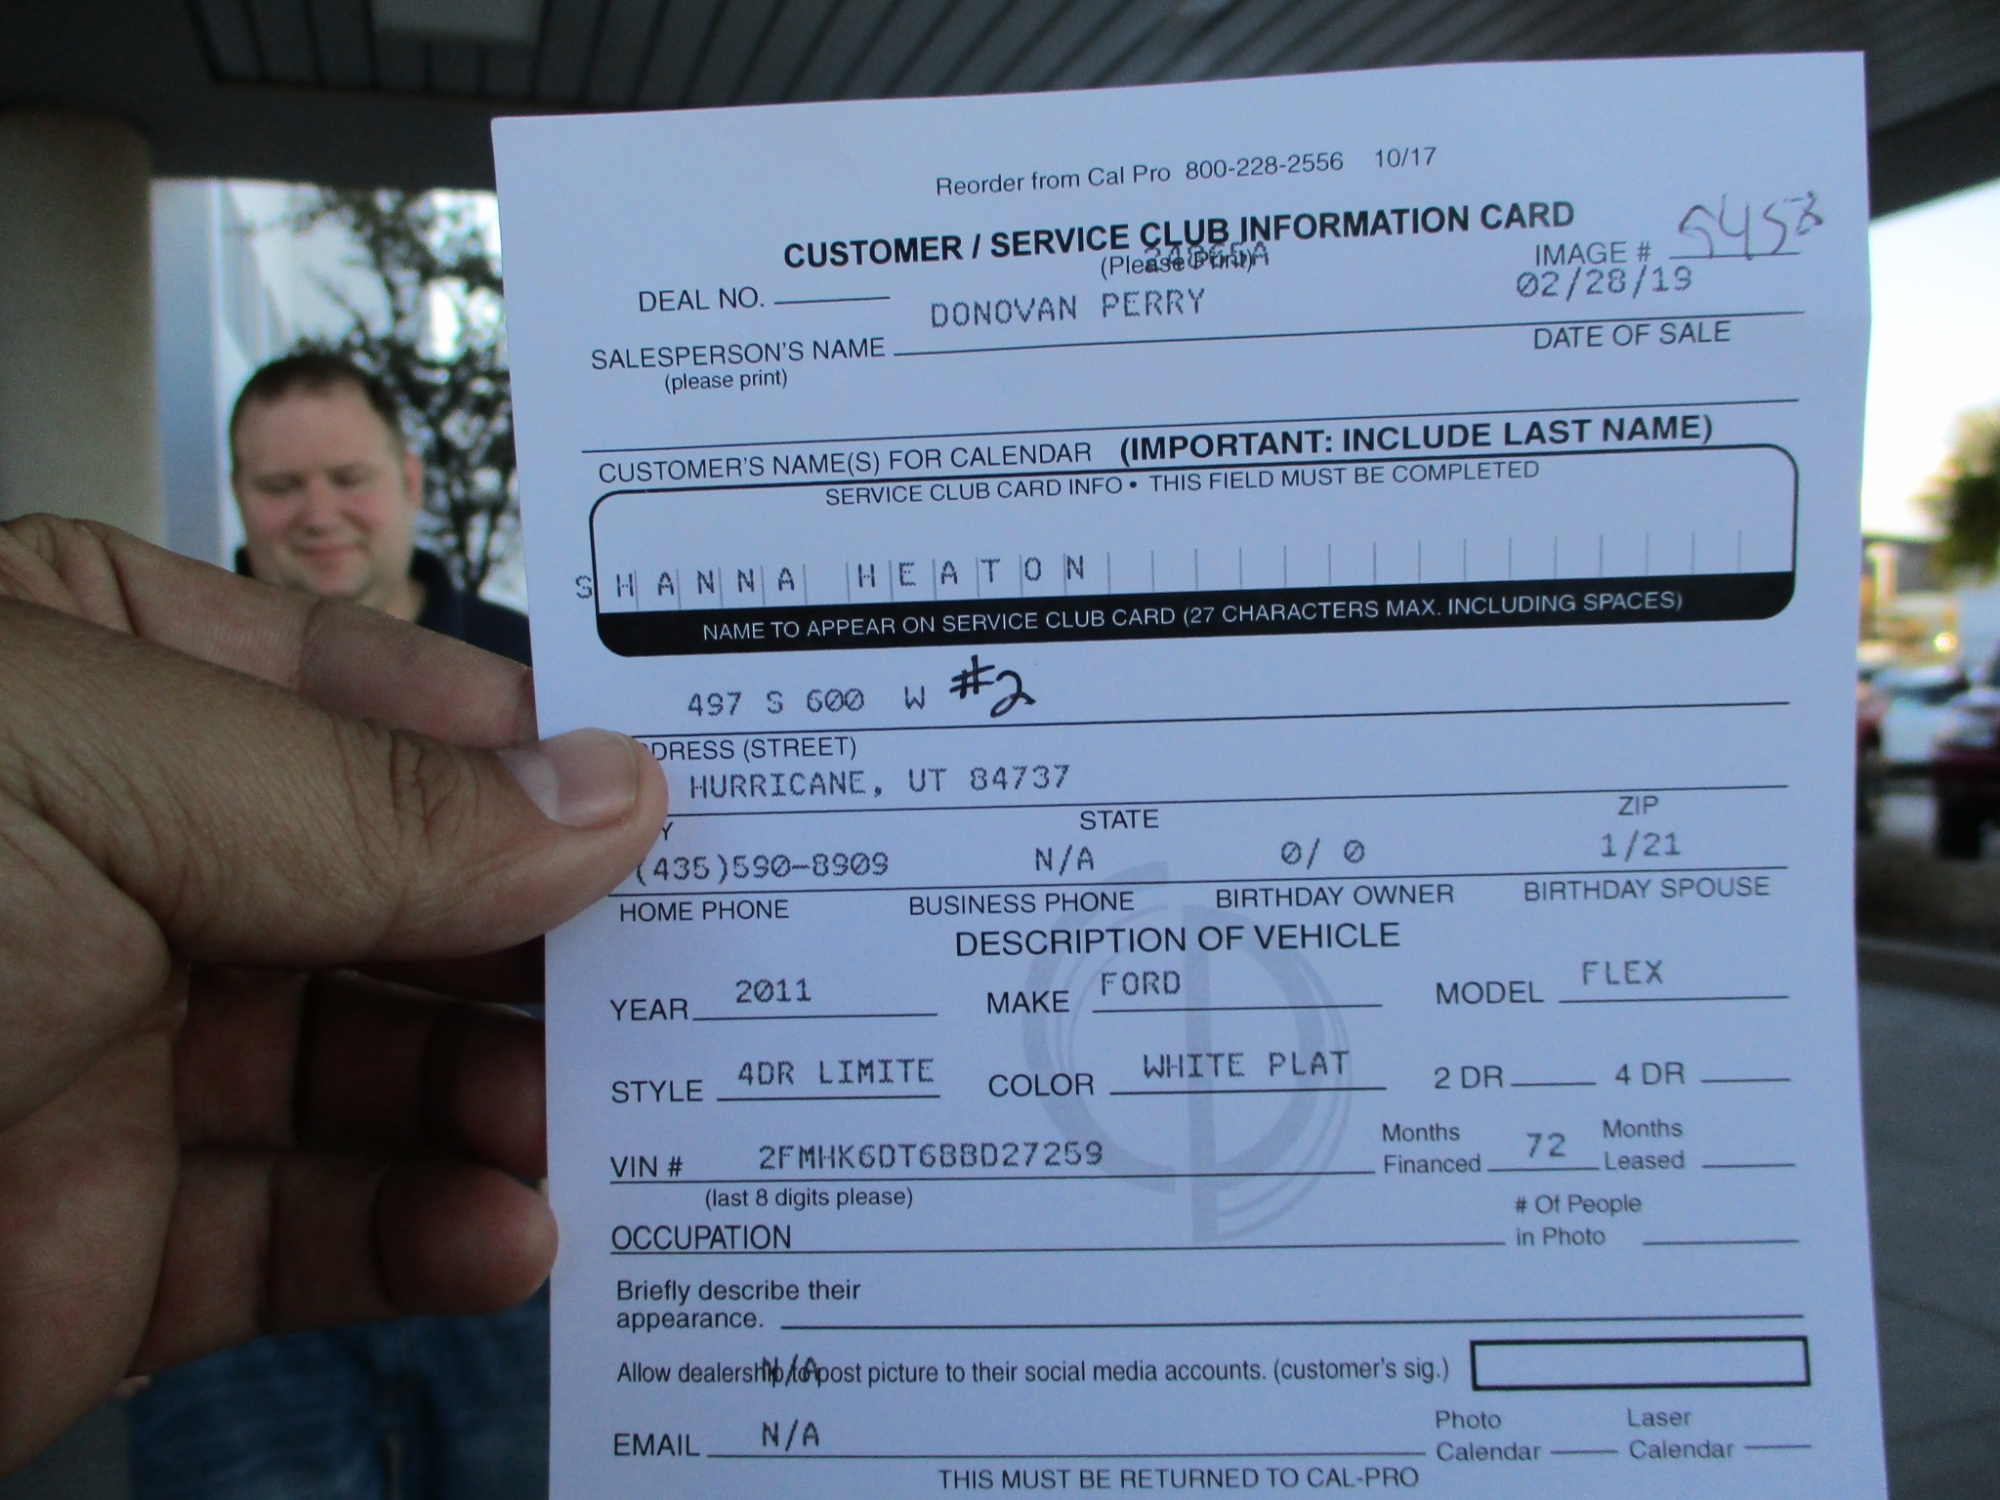 Reorder from Cal Pro 800-228-2556 10/17
CUSTOMER / SERVICE CLUB INFORMATION CARD
(Please Print)
IMAGE # 5458
DEAL NO.
02/28/19
DONOVAN PERRY
SALESPERSON'S NAME
DATE OF SALE
(please print)
CUSTOMER'S NAME(S) FOR CALENDAR (IMPORTANT: INCLUDE LAST NAME)
SERVICE CLUB CARD INFO • THIS FIELD MUST BE COMPLETED
SHANNA HEATON
NAME TO APPEAR ON SERVICE CLUB CARD (27 CHARACTERS MAX. INCLUDING SPACES)
497 S 600 W #2
DRESS (STREET)
HURRICANE, UT 84737
Y STATE ZIP
(435)590-8909 N/A 0/ 0 1/21
HOME PHONE BUSINESS PHONE BIRTHDAY OWNER BIRTHDAY SPOUSE
DESCRIPTION OF VEHICLE
YEAR 2011 MAKE FORD MODEL FLEX
STYLE 4DR LIMITE COLOR WHITE PLAT 2 DR 4 DR
VIN # 2FMHK6DT6BBD27259 Months Financed 72 Months Leased
(last 8 digits please)
OCCUPATION # Of People in Photo
Briefly describe their
appearance.
N/A
Allow dealership to post picture to their social media accounts. (customer's sig.)
EMAIL N/A Photo Calendar Laser Calendar
THIS MUST BE RETURNED TO CAL-PRO